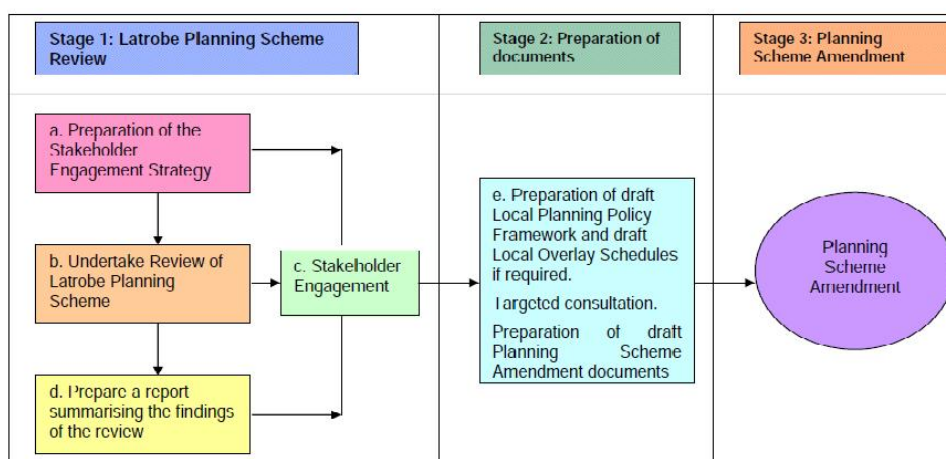 Stage 1: Latrobe Planning Scheme
Review
Stage 2: Preparation of
documents
Stage 3: Planning
Scheme Amendment
a. Preparation of the
Stakeholder
Engagement Strategy
b. Undertake Review of
Latrobe Planning
Scheme
c. Stakeholder
Engagement
d. Prepare a report
summarising the findings
of the review
e. Preparation of draft
Local Planning Policy
Framework and draft
Local Overlay Schedules
if required.
Targeted consultation.
Preparation of draft
Planning Scheme
Amendment documents
Planning
Scheme
Amendment